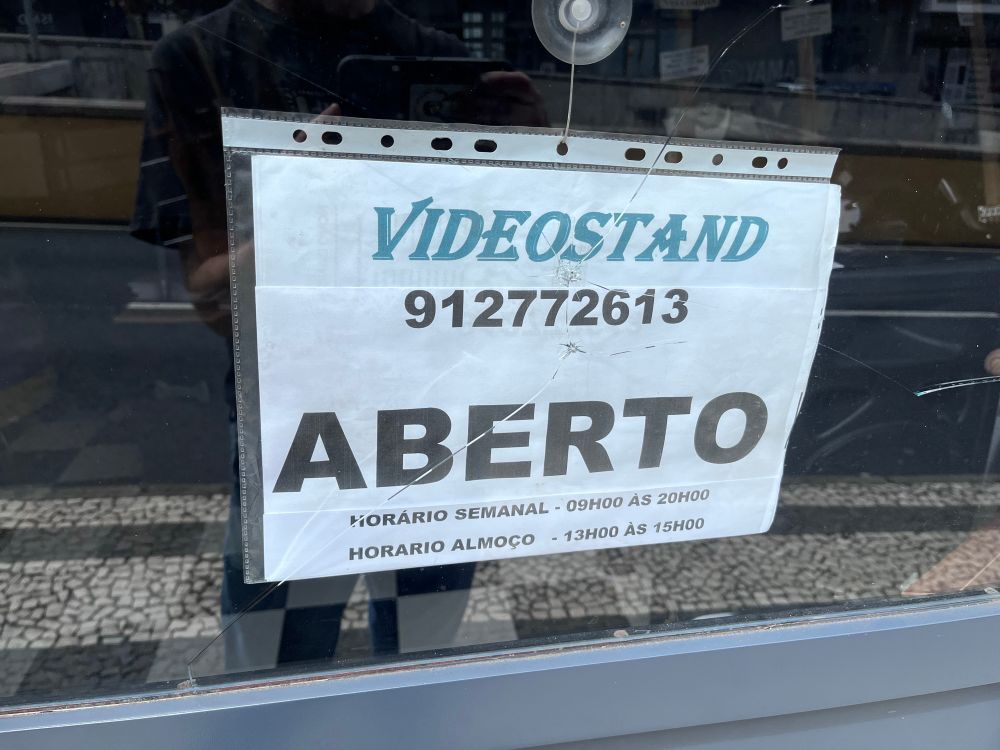 VIDEOSTAND
912772613
ABERTO
HORÁRIO SEMANAL - 09H00 ÀS 20H00
HORARIO ALMOÇO - 13H00 ÀS 15H00